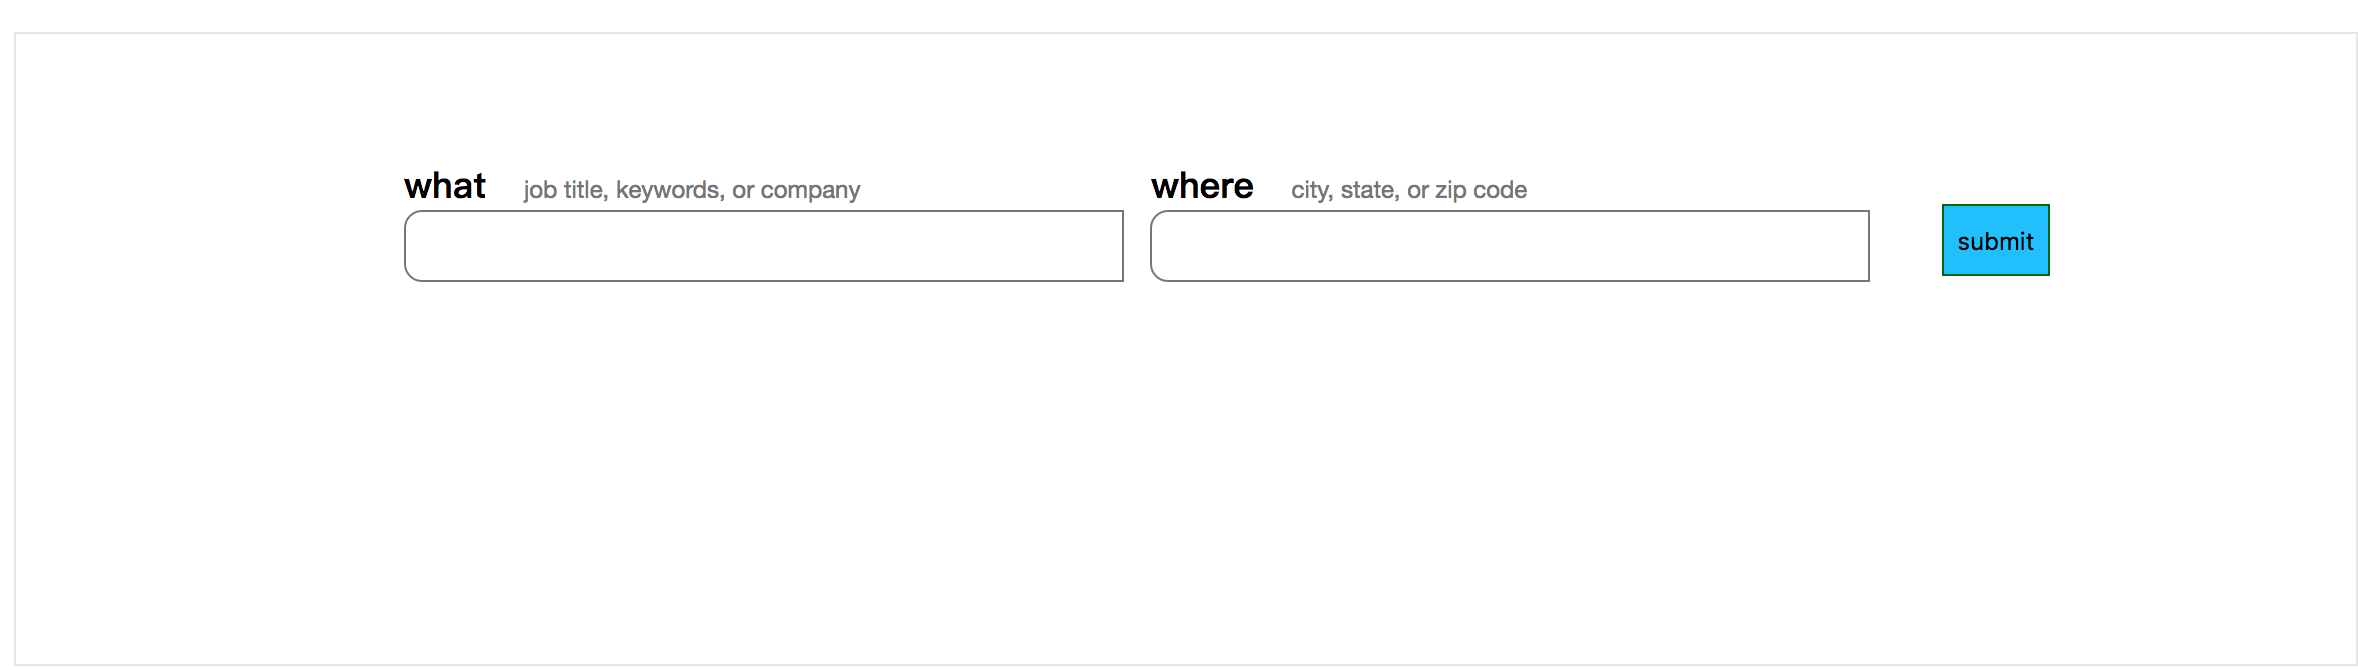 what job title, keywords, or company where city, state, or zip code
submit